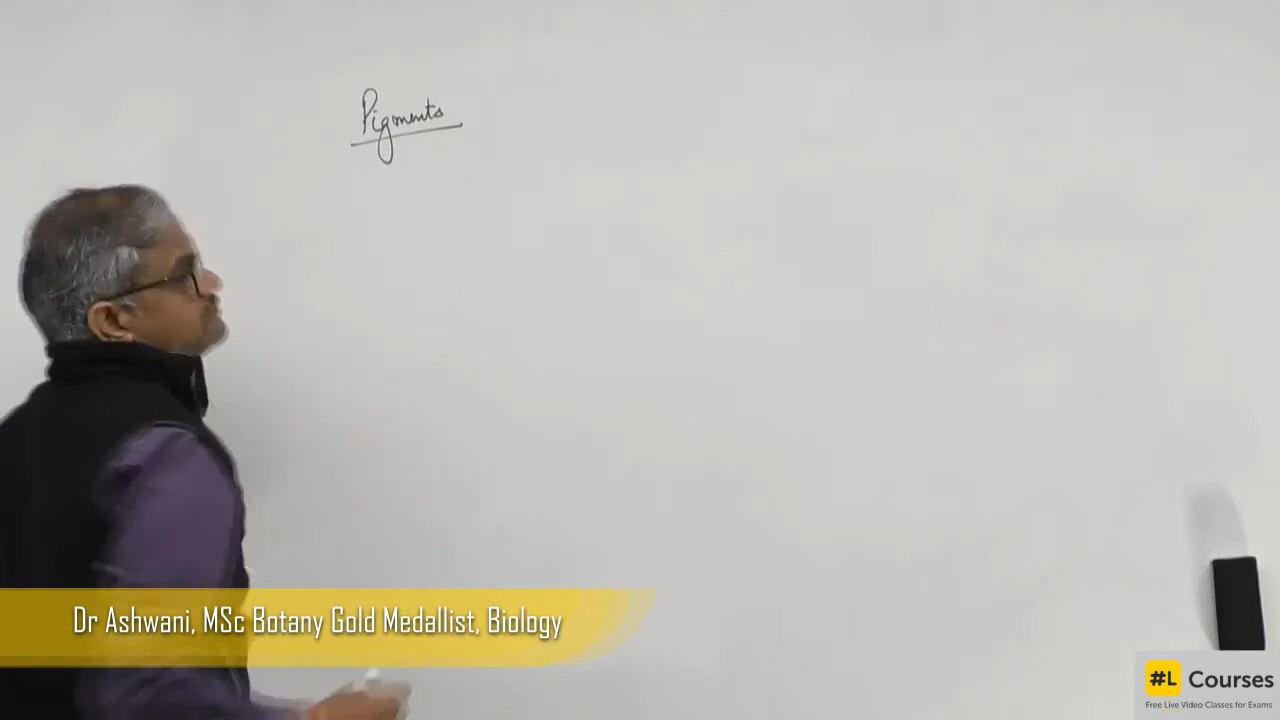 Pigments
Dr Ashwani, MSc Botany Gold Medallist, Biology
#L Courses
Free Live Video Classes for Exams